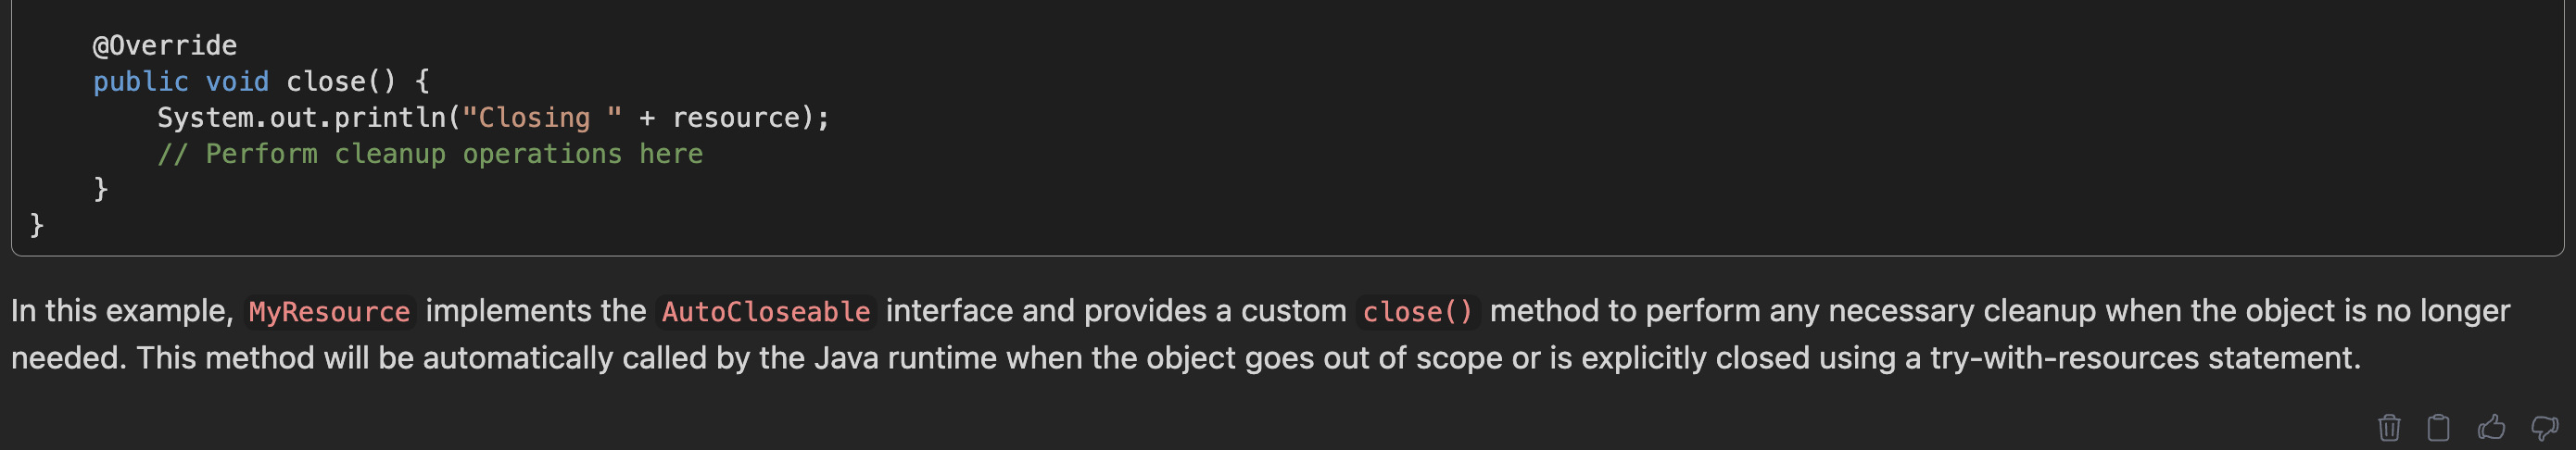 @Override
public void close() {
System.out.println("Closing " + resource);
// Perform cleanup operations here
}
}
In this example, MyResource implements the AutoCloseable interface and provides a custom close() method to perform any necessary cleanup when the object is no longer
needed. This method will be automatically called by the Java runtime when the object goes out of scope or is explicitly closed using a try-with-resources statement.